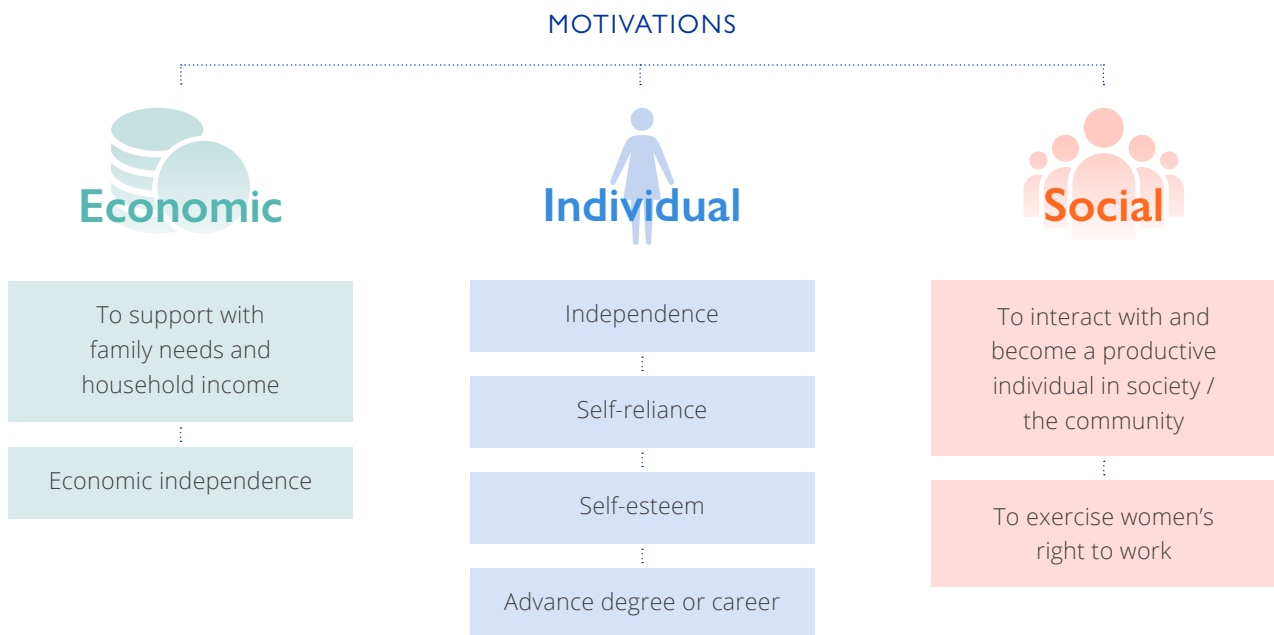 MOTIVATIONS
Economic
To support with
family needs and
household income
Economic independence
Individual
Independence
Self-reliance
Self-esteem
Advance degree or career
Social
To interact with and
become a productive
individual in society /
the community
To exercise women’s
right to work